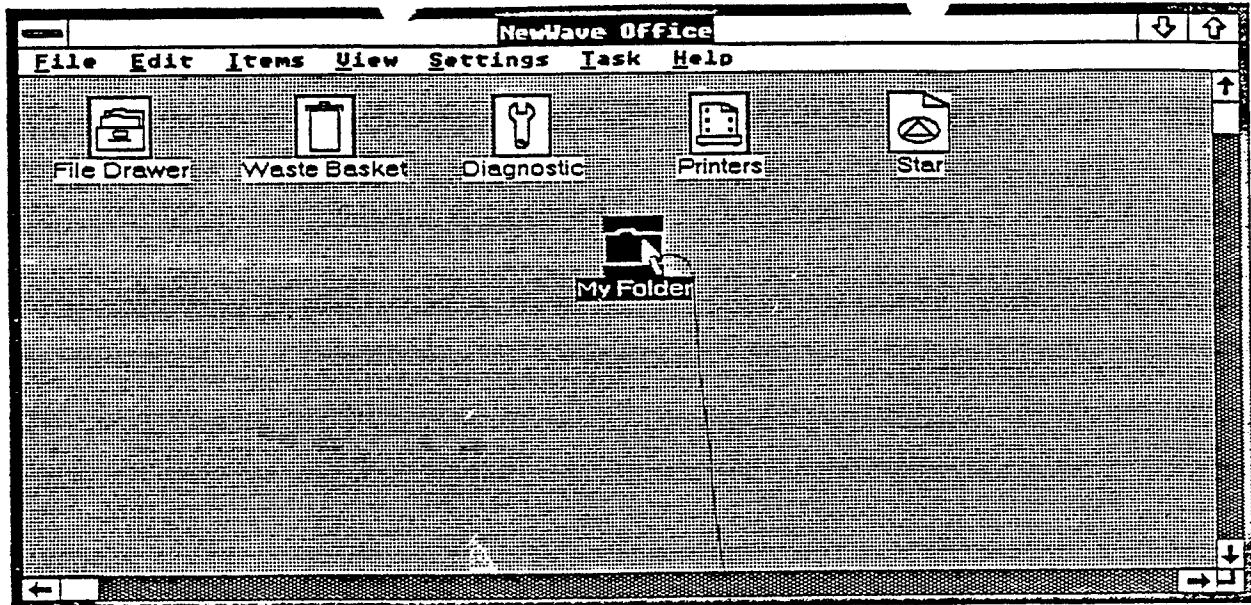 NewWave Office
File Edit Items View Settings Task Help
File Drawer Waste Basket Diagnostic Printers Star
My Folder